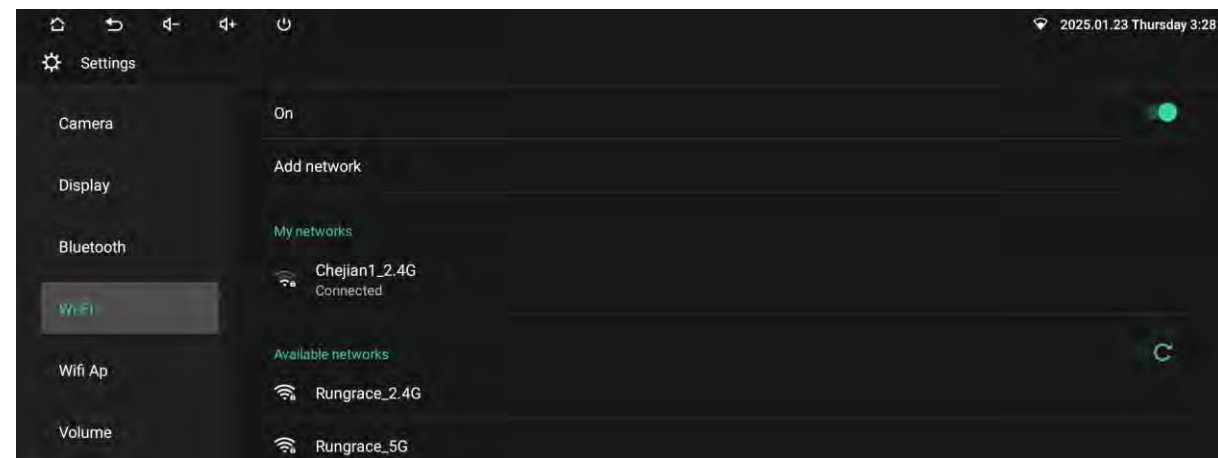 2025.01.23 Thursday 3:28
Settings
Camera
Display
Bluetooth
WiFi
Wifi Ap
Volume
On
Add network
My networks
Chejian1_2.4G
Connected
Available networks
Rungrace_2.4G
Rungrace_5G